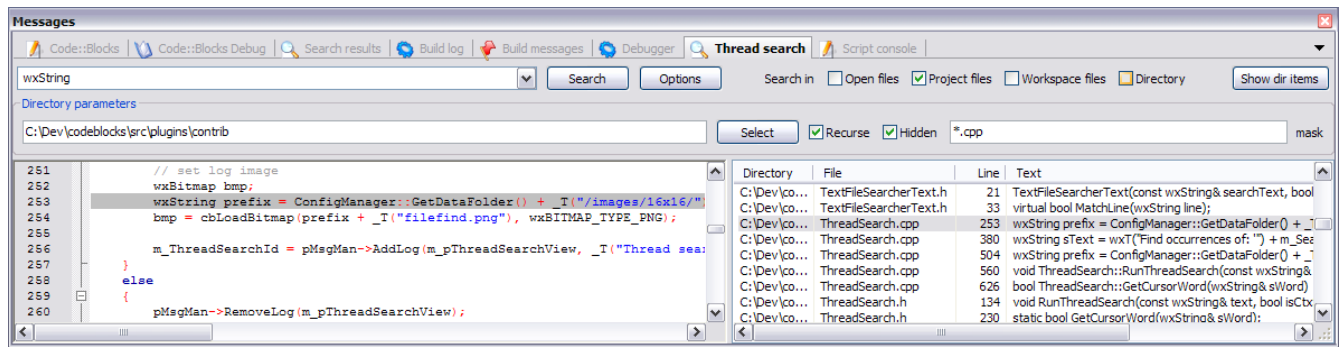 Messages
Code::Blocks Code::Blocks Debug Search results Build log Build messages Debugger Thread search Script console
wxString Search Options Search in Open files Project files Workspace files Directory Show dir items
Directory parameters
C:\Dev\codeblocks\src\plugins\contrib Select Recurse Hidden *.cpp mask
251 // set log image
252 wxBitmap bmp;
253 wxString prefix = ConfigManager::GetDataFolder() + _T("/images/16x16/")
254 bmp = cbLoadBitmap(prefix + _T("filefind.png"), wxBITMAP_TYPE_PNG);
255
256 m_ThreadSearchId = pMsgMan->AddLog(m_pThreadSearchView, _T("Thread sear
257 }
258 else
259 {
260 pMsgMan->RemoveLog(m_pThreadSearchView);
Directory File Line Text
C:\Dev\co... TextFileSearcherText.h 21 TextFileSearcherText(const wxString& searchText, bool
C:\Dev\co... TextFileSearcherText.h 33 virtual bool MatchLine(wxString line);
C:\Dev\co... ThreadSearch.cpp 253 wxString prefix = ConfigManager::GetDataFolder() + _T
C:\Dev\co... ThreadSearch.cpp 380 wxString sText = wxT("Find occurrences of: '") + m_Sea
C:\Dev\co... ThreadSearch.cpp 504 wxString prefix = ConfigManager::GetDataFolder() + _T
C:\Dev\co... ThreadSearch.cpp 560 void ThreadSearch::RunThreadSearch(const wxString&
C:\Dev\co... ThreadSearch.cpp 626 bool ThreadSearch::GetCursorWord(wxString& sWord)
C:\Dev\co... ThreadSearch.h 134 void RunThreadSearch(const wxString& text, bool isCtx
C:\Dev\co... ThreadSearch.h 230 static bool GetCursorWord(wxString& sWord);